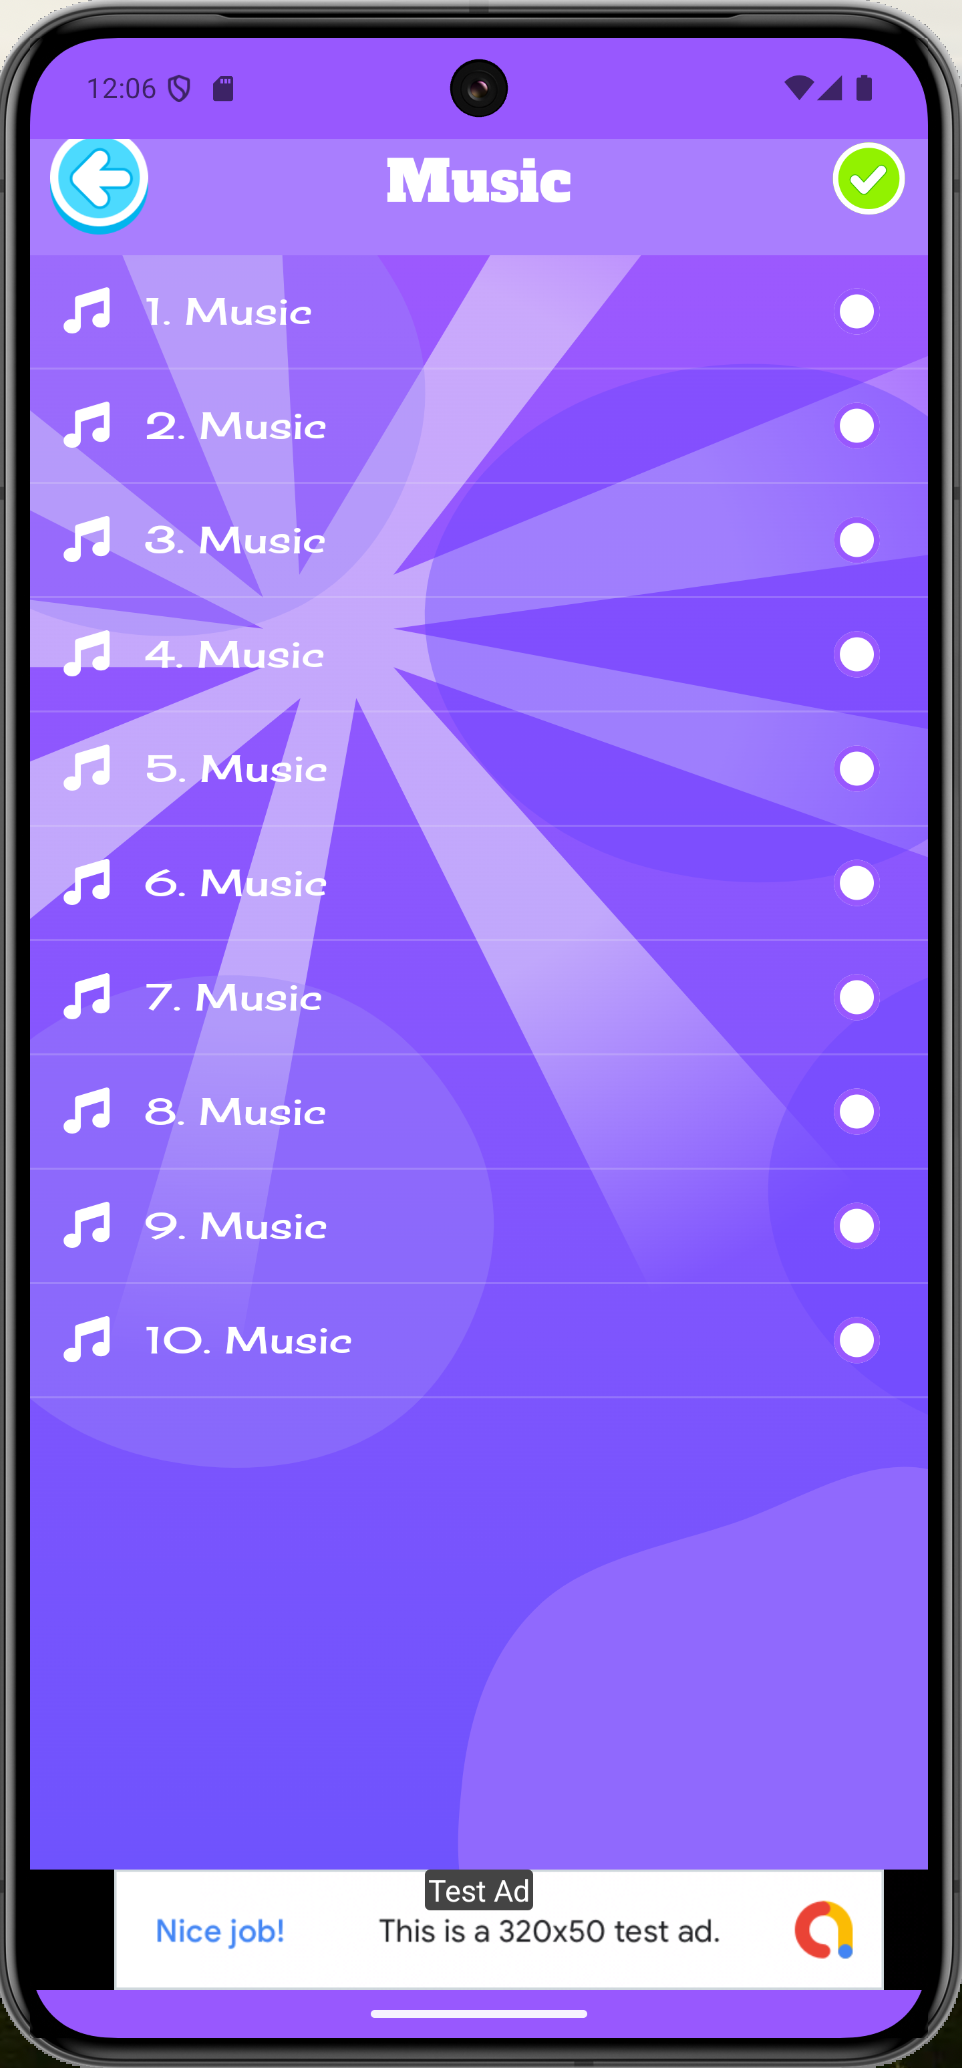 12:06
Music
1. Music
2. Music
3. Music
4. Music
5. Music
6. Music
7. Music
8. Music
9. Music
10. Music
Test Ad
Nice job! This is a 320x50 test ad.